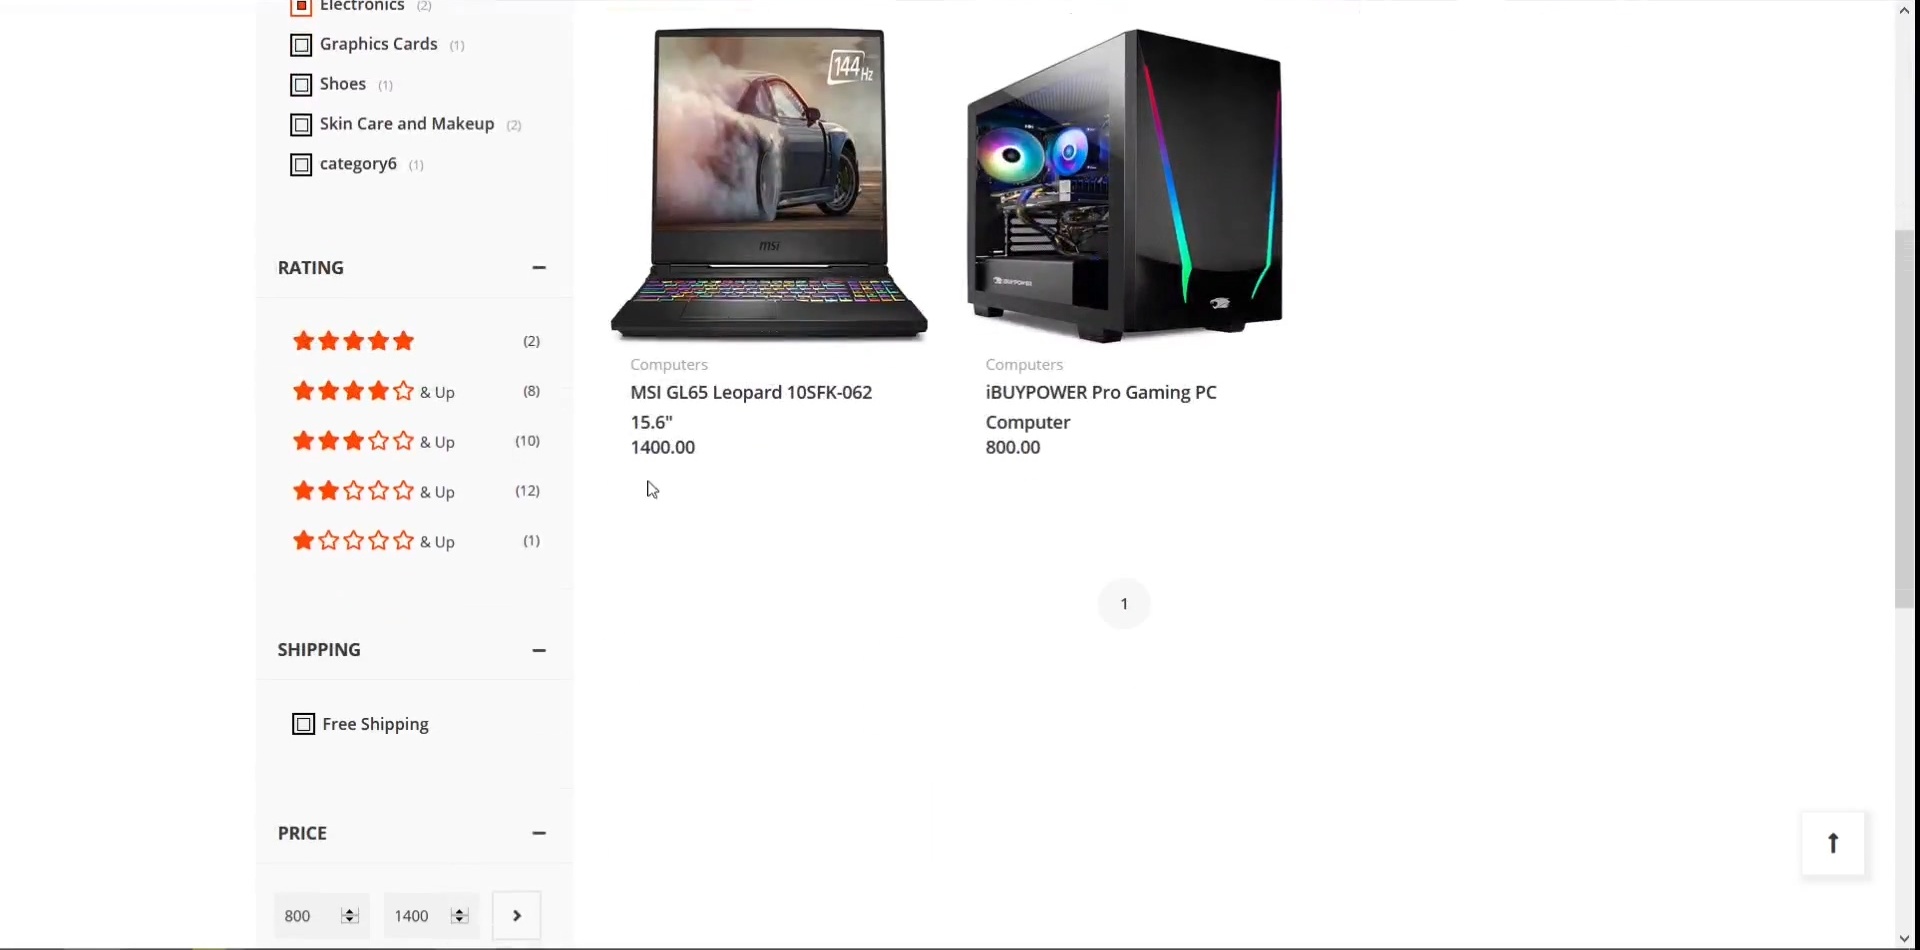 Electronics (2)
Graphics Cards (1)
Shoes (1)
Skin Care and Makeup (2)
category6 (1)
RATING
(2)
& Up (8)
& Up (10)
& Up (12)
& Up (1)
SHIPPING
Free Shipping
PRICE
800 1400
144Hz
msi
Computers
MSI GL65 Leopard 10SFK-062
15.6"
1400.00
iBUYPOWER
Computers
iBUYPOWER Pro Gaming PC
Computer
800.00
1